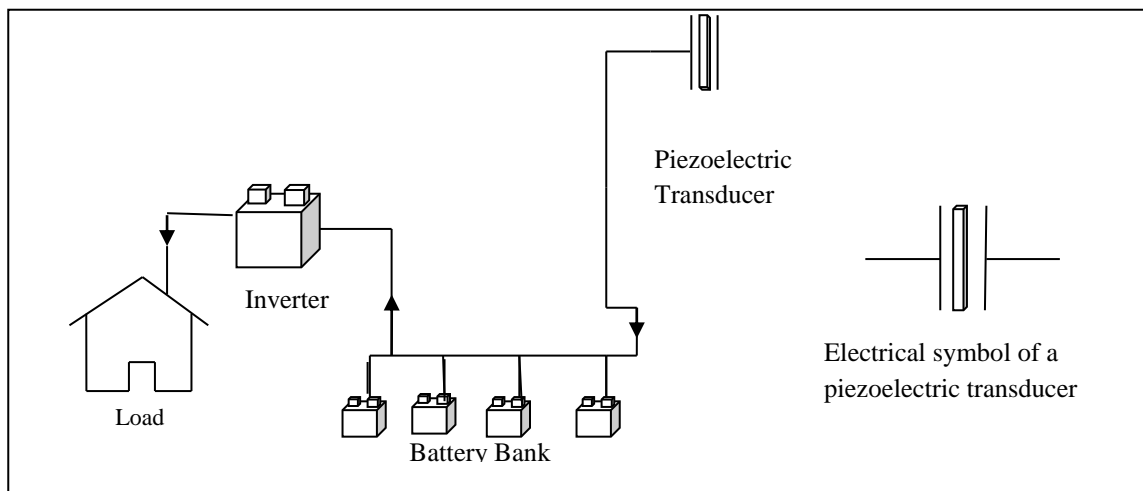 Piezoelectric
Transducer
Inverter
Electrical symbol of a
piezoelectric transducer
Load
Battery Bank